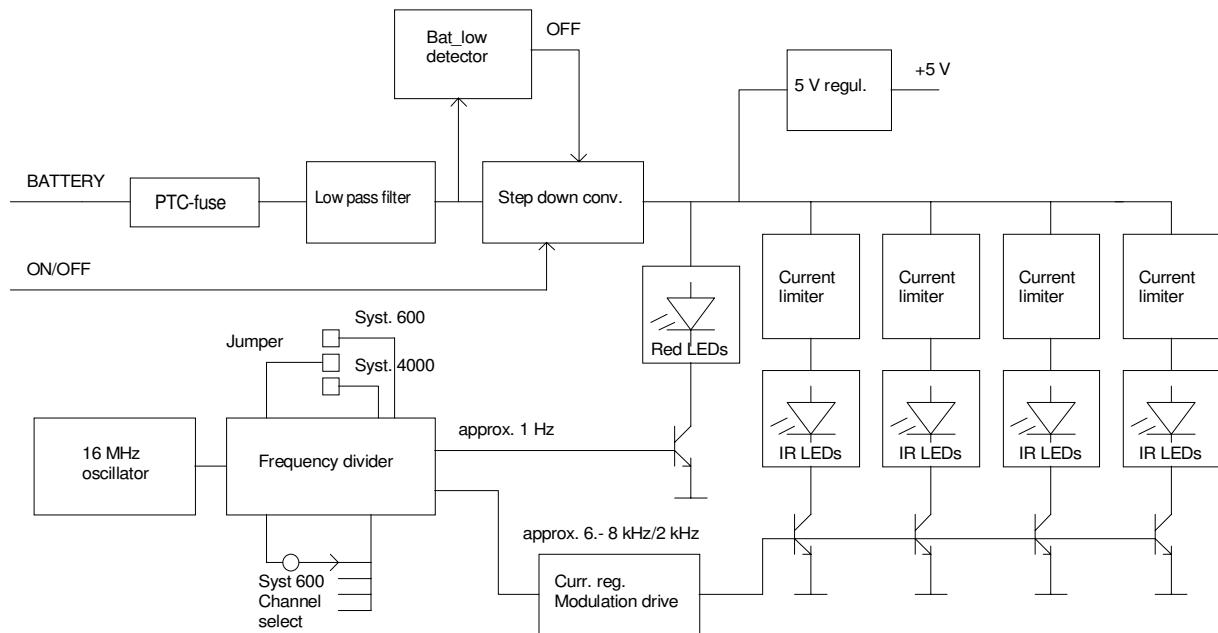 Bat_low
detector
OFF
5 V regul.
+5 V
BATTERY
PTC-fuse
Low pass filter
Step down conv.
ON/OFF
Current
limiter
Current
limiter
Current
limiter
Current
limiter
Syst. 600
Jumper
Syst. 4000
Red LEDs
16 MHz
oscillator
Frequency divider
approx. 1 Hz
IR LEDs
IR LEDs
IR LEDs
IR LEDs
approx. 6.- 8 kHz/2 kHz
Syst 600
Channel
select
Curr. reg.
Modulation drive